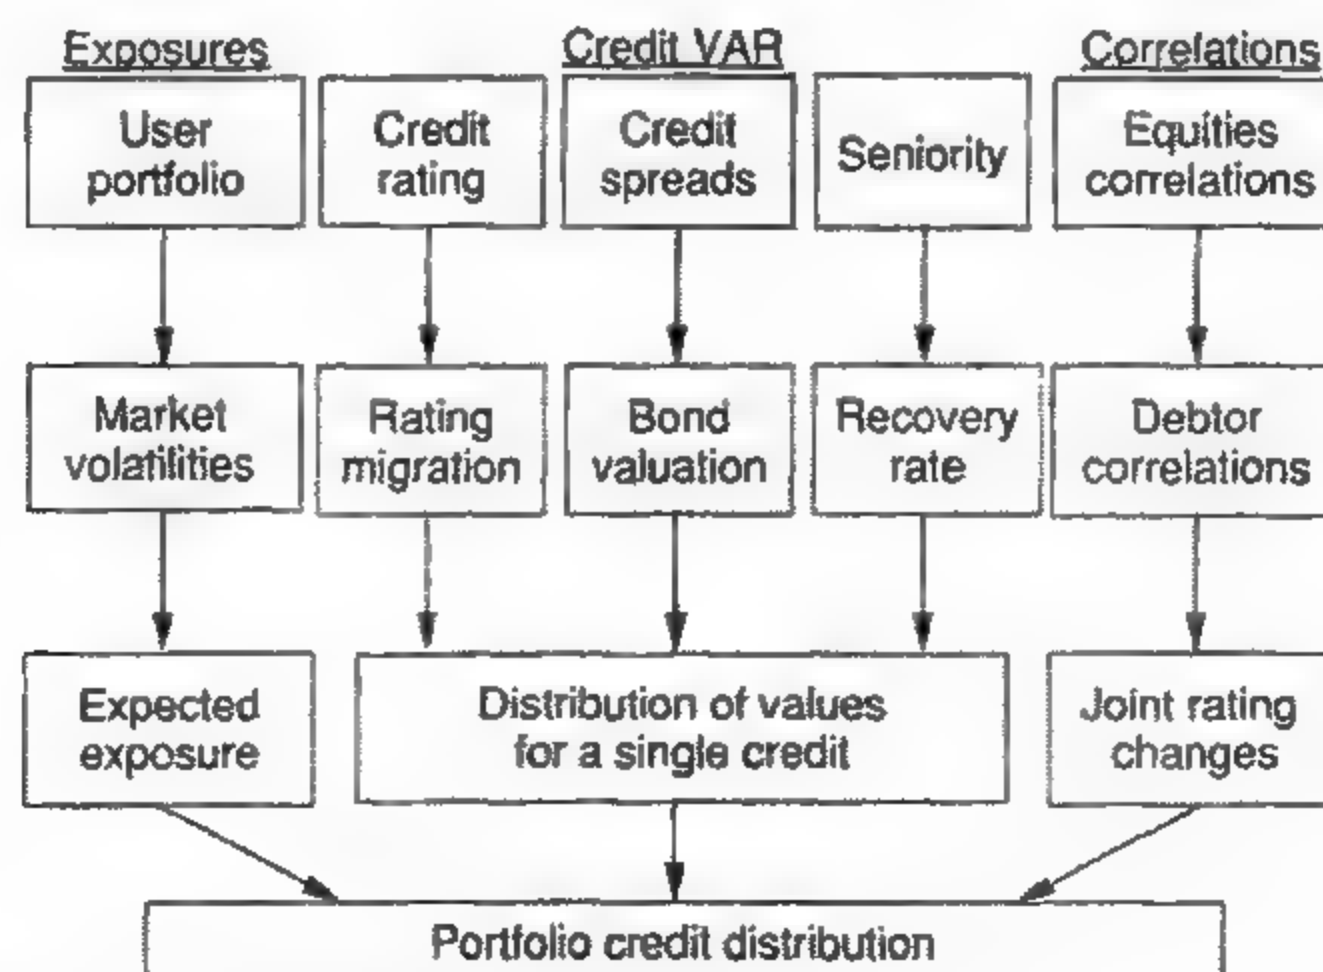 Exposures
Credit VAR
Correlations
User
portfolio
Credit
rating
Credit
spreads
Seniority
Equities
correlations
Market
volatilities
Rating
migration
Bond
valuation
Recovery
rate
Debtor
correlations
Expected
exposure
Distribution of values
for a single credit
Joint rating
changes
Portfolio credit distribution